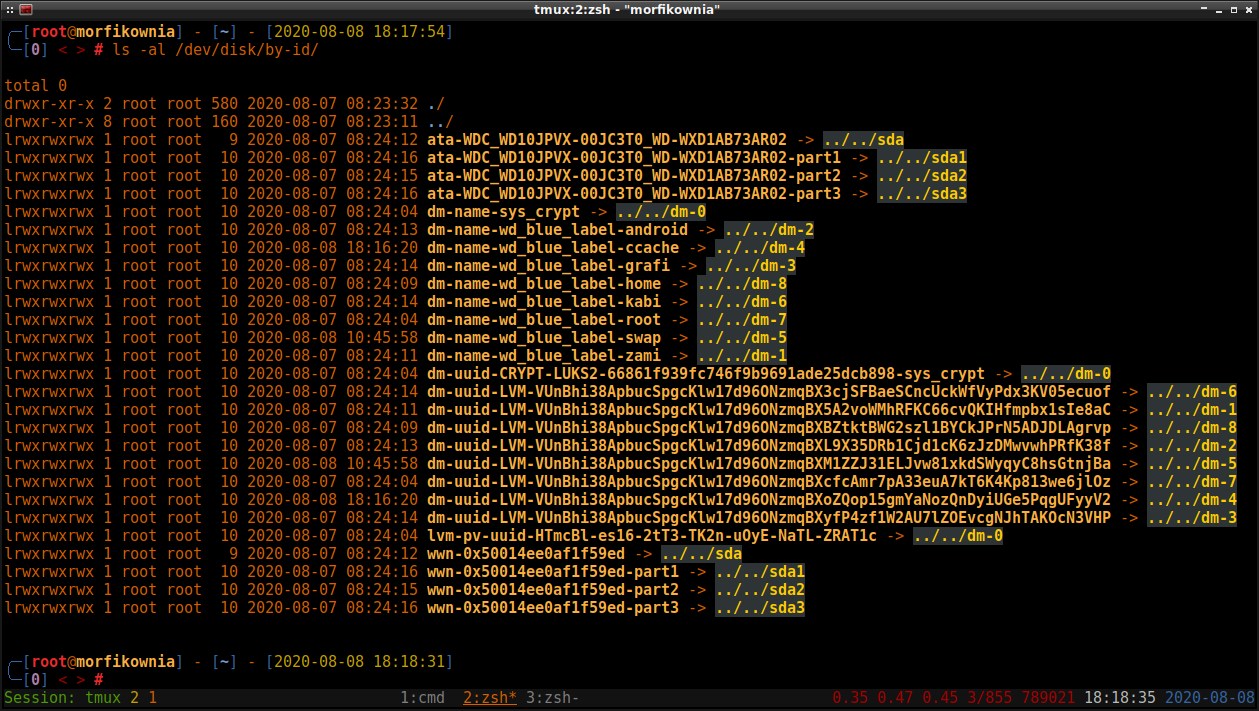 tmux:2:zsh - "morfikownia"
[root@morfikownia] - [~] - [2020-08-08 18:17:54]
[0] < > # ls -al /dev/disk/by-id/
total 0
drwxr-xr-x 2 root root 580 2020-08-07 08:23:32 ./
drwxr-xr-x 8 root root 160 2020-08-07 08:23:11 ../
lrwxrwxrwx 1 root root   9 2020-08-07 08:24:12 ata-WDC_WD10JPVX-00JC3T0_WD-WXD1AB73AR02 -> ../../sda
lrwxrwxrwx 1 root root  10 2020-08-07 08:24:16 ata-WDC_WD10JPVX-00JC3T0_WD-WXD1AB73AR02-part1 -> ../../sda1
lrwxrwxrwx 1 root root  10 2020-08-07 08:24:15 ata-WDC_WD10JPVX-00JC3T0_WD-WXD1AB73AR02-part2 -> ../../sda2
lrwxrwxrwx 1 root root  10 2020-08-07 08:24:16 ata-WDC_WD10JPVX-00JC3T0_WD-WXD1AB73AR02-part3 -> ../../sda3
lrwxrwxrwx 1 root root  10 2020-08-07 08:24:04 dm-name-sys_crypt -> ../../dm-0
lrwxrwxrwx 1 root root  10 2020-08-07 08:24:13 dm-name-wd_blue_label-android -> ../../dm-2
lrwxrwxrwx 1 root root  10 2020-08-08 18:16:20 dm-name-wd_blue_label-ccache -> ../../dm-4
lrwxrwxrwx 1 root root  10 2020-08-07 08:24:14 dm-name-wd_blue_label-grafi -> ../../dm-3
lrwxrwxrwx 1 root root  10 2020-08-07 08:24:09 dm-name-wd_blue_label-home -> ../../dm-8
lrwxrwxrwx 1 root root  10 2020-08-07 08:24:14 dm-name-wd_blue_label-kabi -> ../../dm-6
lrwxrwxrwx 1 root root  10 2020-08-07 08:24:04 dm-name-wd_blue_label-root -> ../../dm-7
lrwxrwxrwx 1 root root  10 2020-08-08 10:45:58 dm-name-wd_blue_label-swap -> ../../dm-5
lrwxrwxrwx 1 root root  10 2020-08-07 08:24:11 dm-name-wd_blue_label-zami -> ../../dm-1
lrwxrwxrwx 1 root root  10 2020-08-07 08:24:04 dm-uuid-CRYPT-LUKS2-66861f939fc746f9b9691ade25dcb898-sys_crypt -> ../../dm-0
lrwxrwxrwx 1 root root  10 2020-08-07 08:24:14 dm-uuid-LVM-VUnBhi38ApbucSpgcKlw17d96ONzmqBX3cjSFBaeSCncUckWfVyPdx3KV05ecuof -> ../../dm-6
lrwxrwxrwx 1 root root  10 2020-08-07 08:24:11 dm-uuid-LVM-VUnBhi38ApbucSpgcKlw17d96ONzmqBX5A2voWMhRFKC66cvQKIHfmpbx1sIe8aC -> ../../dm-1
lrwxrwxrwx 1 root root  10 2020-08-07 08:24:09 dm-uuid-LVM-VUnBhi38ApbucSpgcKlw17d96ONzmqBXBZtktBWG2szl1BYCkJPrN5ADJDLAgrvp -> ../../dm-8
lrwxrwxrwx 1 root root  10 2020-08-07 08:24:13 dm-uuid-LVM-VUnBhi38ApbucSpgcKlw17d96ONzmqBXL9X35DRb1Cjd1cK6zJzDMwvwhPRfK38f -> ../../dm-2
lrwxrwxrwx 1 root root  10 2020-08-08 10:45:58 dm-uuid-LVM-VUnBhi38ApbucSpgcKlw17d96ONzmqBXM1ZZJ31ELJvw81xkdSWyqyC8hsGtnjBa -> ../../dm-5
lrwxrwxrwx 1 root root  10 2020-08-07 08:24:04 dm-uuid-LVM-VUnBhi38ApbucSpgcKlw17d96ONzmqBXcfcAmr7pA33euA7kT6K4Kp813we6jlOz -> ../../dm-7
lrwxrwxrwx 1 root root  10 2020-08-08 18:16:20 dm-uuid-LVM-VUnBhi38ApbucSpgcKlw17d96ONzmqBXoZQop15gmYaNozQnDyiUGe5PqgUFyyV2 -> ../../dm-4
lrwxrwxrwx 1 root root  10 2020-08-07 08:24:14 dm-uuid-LVM-VUnBhi38ApbucSpgcKlw17d96ONzmqBXyfP4zf1W2AU7lZOEvcgNJhTAKOcN3VHP -> ../../dm-3
lrwxrwxrwx 1 root root  10 2020-08-07 08:24:04 lvm-pv-uuid-HTmcBl-es16-2tT3-TK2n-uOyE-NaTL-ZRAT1c -> ../../dm-0
lrwxrwxrwx 1 root root   9 2020-08-07 08:24:12 wwn-0x50014ee0af1f59ed -> ../../sda
lrwxrwxrwx 1 root root  10 2020-08-07 08:24:16 wwn-0x50014ee0af1f59ed-part1 -> ../../sda1
lrwxrwxrwx 1 root root  10 2020-08-07 08:24:15 wwn-0x50014ee0af1f59ed-part2 -> ../../sda2
lrwxrwxrwx 1 root root  10 2020-08-07 08:24:16 wwn-0x50014ee0af1f59ed-part3 -> ../../sda3
[root@morfikownia] - [~] - [2020-08-08 18:18:31]
[0] < > #
Session: tmux 2 1 1:cmd 2:zsh* 3:zsh- 0.35 0.47 0.45 3/855 789021 18:18:35 2020-08-08